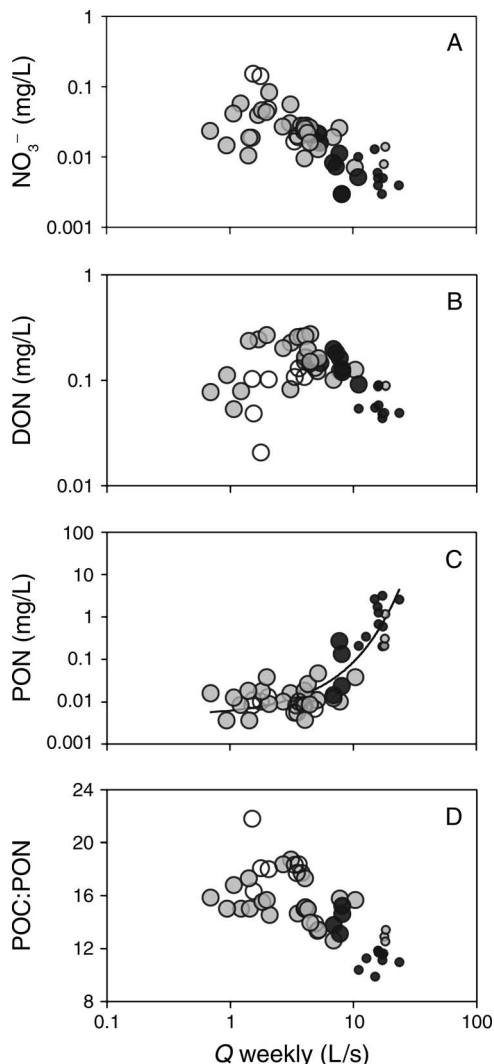 A
1
0.1
0.01
0.001
NO₃⁻ (mg/L)
B
1
0.1
0.01
DON (mg/L)
C
100
10
1
0.1
0.01
0.001
PON (mg/L)
D
24
20
16
12
8
POC:PON
0.1 1 10 100
Q weekly (L/s)